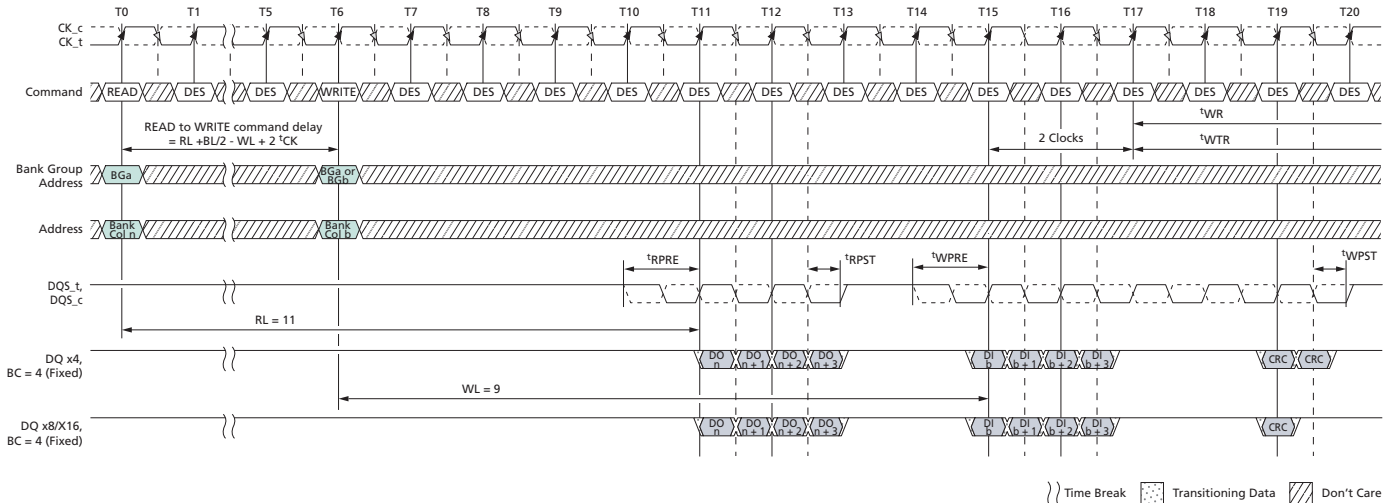 T0 T1 T5 T6 T7 T8 T9 T10 T11 T12 T13 T14 T15 T16 T17 T18 T19 T20
CK_c
CK_t
Command READ DES DES WRITE DES DES DES DES DES DES DES DES DES DES DES DES DES DES
READ to WRITE command delay
= RL +BL/2 - WL + 2 tCK
2 Clocks
tWR
tWTR
Bank Group
Address
BGa
BGa or
BGb
Address
Bank
Col n
Bank
Col b
tRPRE tRPST tWPRE tWPST
DQS_t,
DQS_c
RL = 11
DQ x4,
BC = 4 (Fixed)
DO
n
DO
n + 1
DO
n + 2
DO
n + 3
DI
b
DI
b + 1
DI
b + 2
DI
b + 3
CRC CRC
WL = 9
DQ x8/X16,
BC = 4 (Fixed)
DO
n
DO
n + 1
DO
n + 2
DO
n + 3
DI
b
DI
b + 1
DI
b + 2
DI
b + 3
CRC
Time Break Transitioning Data Don't Care